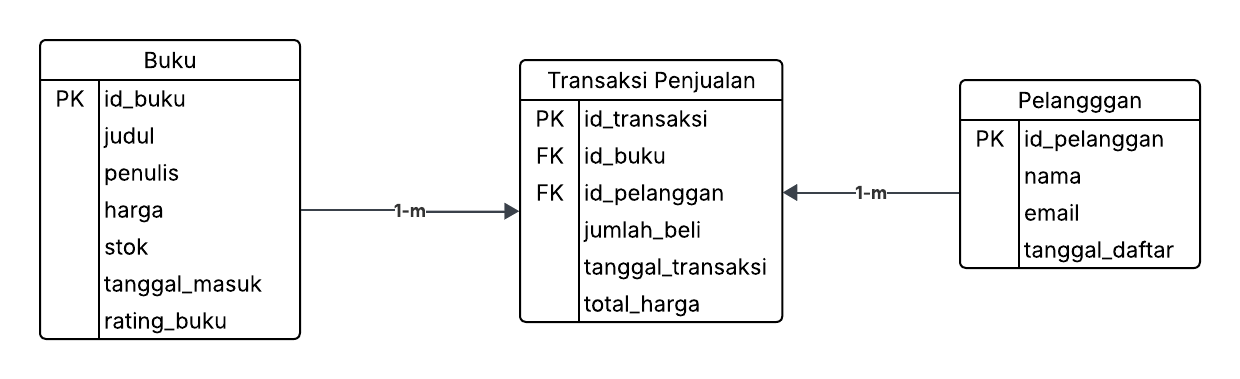 Buku
PK id_buku
judul
penulis
harga
stok
tanggal_masuk
rating_buku
1-m
Transaksi Penjualan
PK id_transaksi
FK id_buku
FK id_pelanggan
jumlah_beli
tanggal_transaksi
total_harga
1-m
Pelangggan
PK id_pelanggan
nama
email
tanggal_daftar